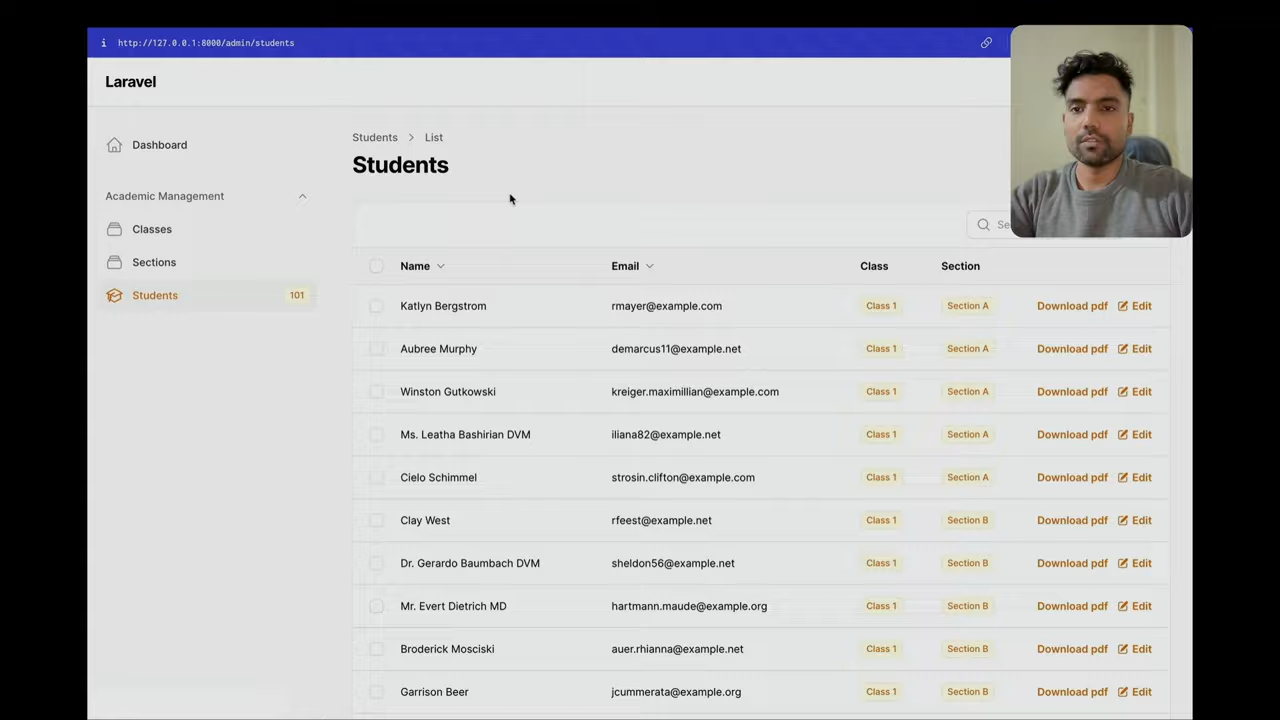 i http://127.0.0.1:8000/admin/students
Laravel
Dashboard
Academic Management
Classes
Sections
Students 101
Students > List
Students
Name Email Class Section
Katlyn Bergstrom rmayer@example.com Class 1 Section A Download pdf Edit
Aubree Murphy demarcus11@example.net Class 1 Section A Download pdf Edit
Winston Gutkowski kreiger.maximillian@example.com Class 1 Section A Download pdf Edit
Ms. Leatha Bashirian DVM iliana82@example.net Class 1 Section A Download pdf Edit
Cielo Schimmel strosin.clifton@example.com Class 1 Section A Download pdf Edit
Clay West rfeest@example.net Class 1 Section B Download pdf Edit
Dr. Gerardo Baumbach DVM sheldon56@example.net Class 1 Section B Download pdf Edit
Mr. Evert Dietrich MD hartmann.maude@example.org Class 1 Section B Download pdf Edit
Broderick Mosciski auer.rhianna@example.net Class 1 Section B Download pdf Edit
Garrison Beer jcummerata@example.org Class 1 Section B Download pdf Edit